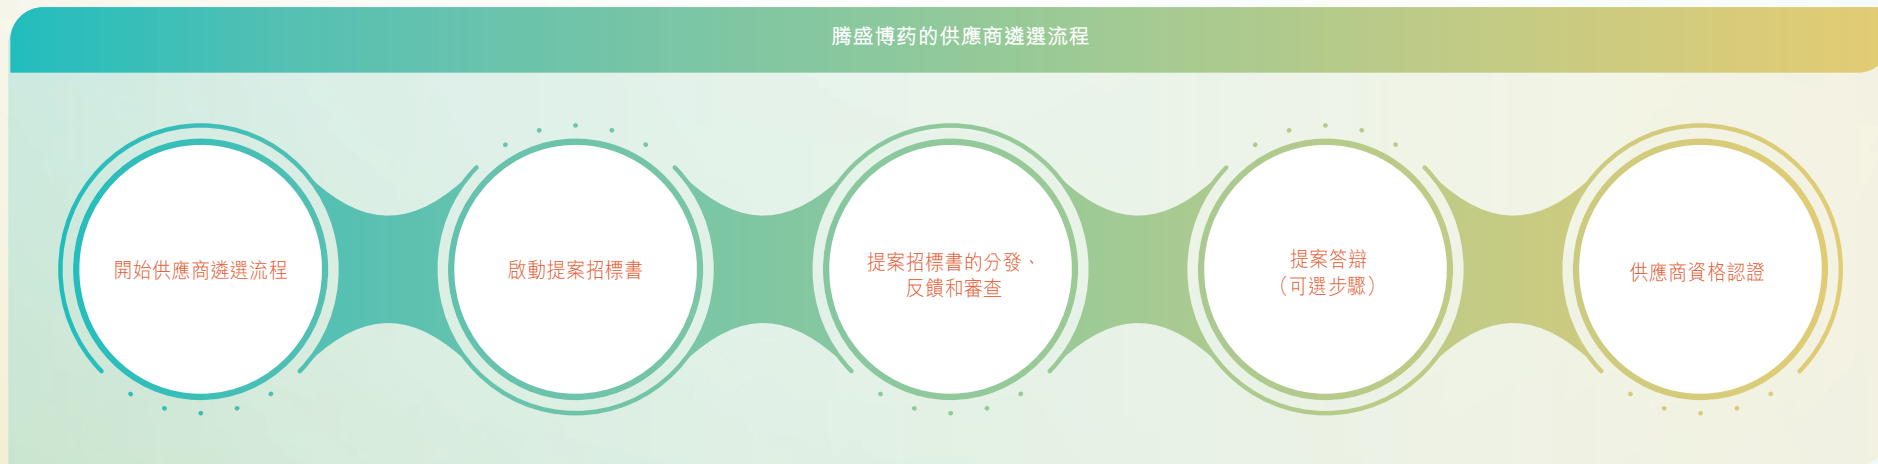 腾盛博药的供應商遴選流程
開始供應商遴選流程
啟動提案招標書
提案招標書的分發、
反饋和審查
提案答辯
（可選步驟）
供應商資格認證